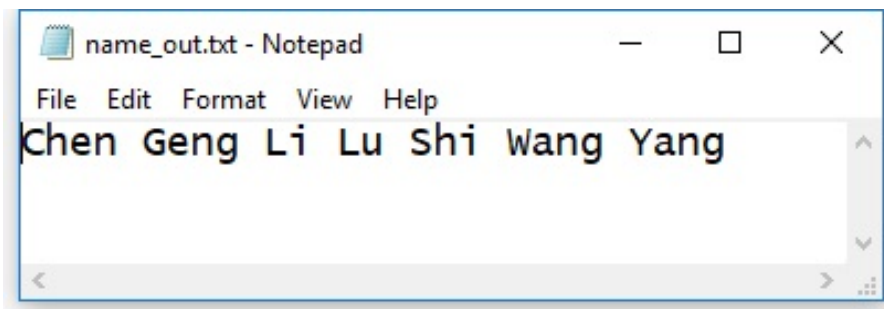 name_out.txt - Notepad
File Edit Format View Help
Chen Geng Li Lu Shi Wang Yang